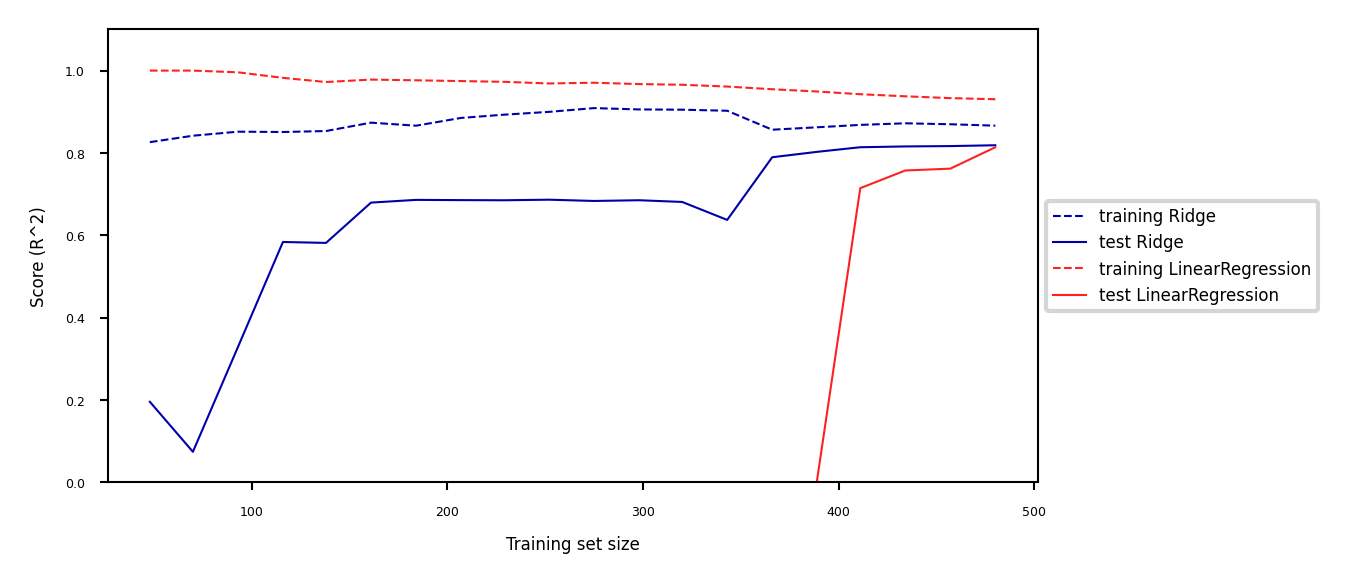 1.0
0.8
0.6
0.4
0.2
0.0
Score (R^2)
100
200
300
400
500
Training set size
training Ridge
test Ridge
training LinearRegression
test LinearRegression